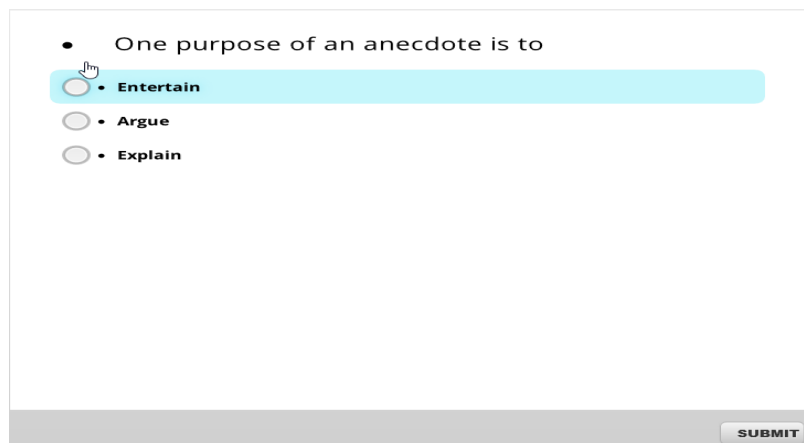 • One purpose of an anecdote is to
• Entertain
• Argue
• Explain
SUBMIT